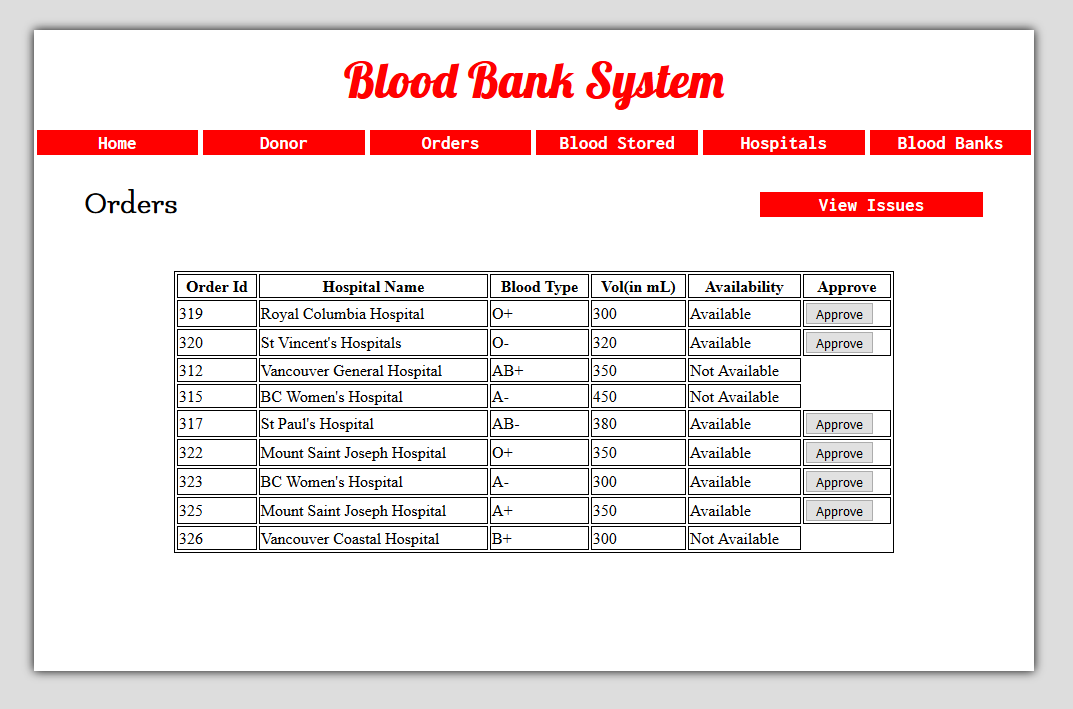 Blood Bank System
Home Donor Orders Blood Stored Hospitals Blood Banks
Orders View Issues
Order Id Hospital Name Blood Type Vol(in mL) Availability Approve
319 Royal Columbia Hospital O+ 300 Available Approve
320 St Vincent's Hospitals O- 320 Available Approve
312 Vancouver General Hospital AB+ 350 Not Available
315 BC Women's Hospital A- 450 Not Available
317 St Paul's Hospital AB- 380 Available Approve
322 Mount Saint Joseph Hospital O+ 350 Available Approve
323 BC Women's Hospital A- 300 Available Approve
325 Mount Saint Joseph Hospital A+ 350 Available Approve
326 Vancouver Coastal Hospital B+ 300 Not Available